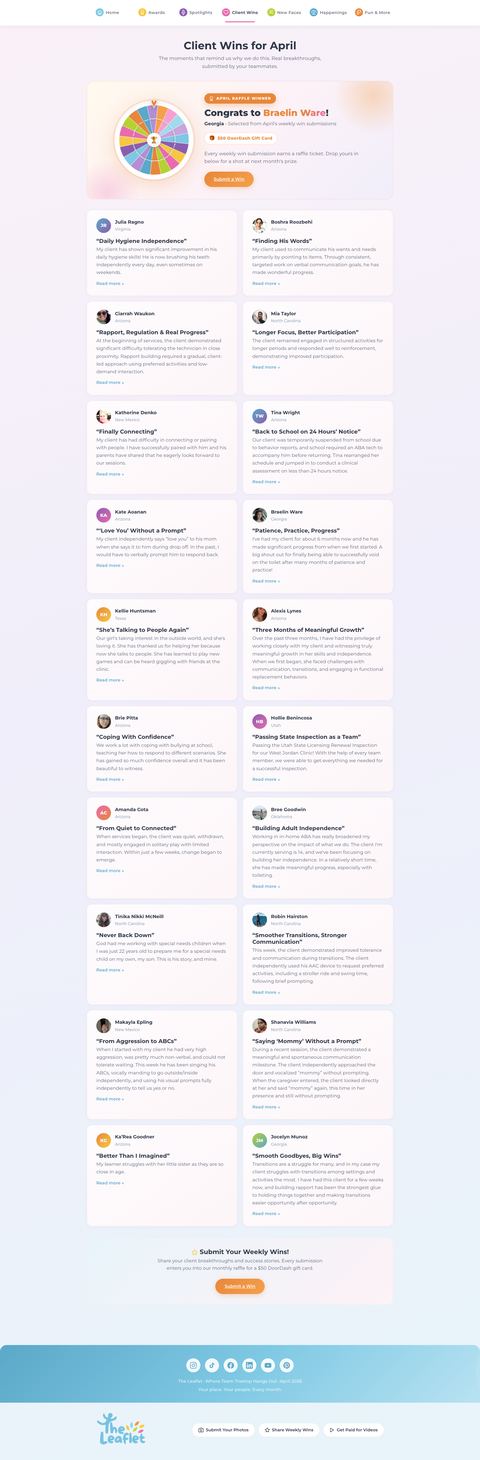 Home Awards Spotlights Client Wins New Faces Happenings Fun & More
Client Wins for April
The moments that remind us why we do this. Real breakthroughs,
submitted by your teammates.
APRIL RAFFLE WINNER
Congrats to Braelin Ware!
Georgia · Selected from April's weekly win submissions
$50 DoorDash Gift Card
Every weekly win submission earns a raffle ticket. Drop yours in
below for a shot at next month's prize.
Submit a Win
JR
Julia Ragno
Virginia
“Daily Hygiene Independence”
My client has shown significant improvement in his
daily hygiene skills! He is now brushing his teeth
independently every day, even sometimes on
weekends.
Read more
Boshra Roozbehi
Arizona
“Finding His Words”
My client used to communicate his wants and needs
primarily by pointing to items. Through consistent,
targeted work on verbal communication goals, he has
made wonderful progress.
Read more
Ciarrah Waukon
Arizona
“Rapport, Regulation & Real Progress”
At the beginning of services, the client demonstrated
significant difficulty tolerating the technician in close
proximity. Rapport building required a gradual, client-
led approach using preferred activities and low-
demand interaction.
Read more
Mia Taylor
North Carolina
“Longer Focus, Better Participation”
The client remained engaged in structured activities for
longer periods and responded well to reinforcement,
demonstrating improved participation.
Read more
Katherine Denko
New Mexico
“Finally Connecting”
My client has had difficulty in connecting or pairing
with people. I have successfully paired with him and his
parents have shared that he eagerly looks forward to
our sessions.
Read more
TW
Tina Wright
Arizona
“Back to School on 24 Hours’ Notice”
Our client was temporarily suspended from school due
to behavior reports, and school required an ABA tech to
accompany him before returning. Tina rearranged her
schedule and jumped in to conduct a clinical
assessment on less than 24 hours notice.
Read more
KA
Kate Aoanan
Arizona
“‘Love You’ Without a Prompt”
My client independently says “love you” to his mom
when she says it to him during drop off. In the past, I
would have to verbally prompt him to respond back.
Read more
Braelin Ware
Georgia
“Patience, Practice, Progress”
I've had my client for about 6 months now and he has
made significant progress from when we first started. A
big shout out for finally being able to successfully void
on the toilet after many months of patience and
practice!
Read more
KH
Kellie Huntsman
Texas
“She’s Talking to People Again”
Our girl's taking interest in the outside world, and she's
loving it. She has thanked us for helping her because
now she talks to people. She has learned to play new
games and can be heard giggling with friends at the
clinic.
Read more
Alexis Lynes
Arizona
“Three Months of Meaningful Growth”
Over the past three months, I have had the privilege of
working closely with my client and witnessing truly
meaningful growth in her skills and independence.
When we first began, she faced challenges with
communication, transitions, and engaging in functional
replacement behaviors.
Read more
Brie Pitta
Arizona
“Coping With Confidence”
We work a lot with coping with bullying at school,
teaching her how to respond to different scenarios. She
has gained so much confidence overall and it has been
beautiful to witness.
Read more
HB
Hollie Benincosa
Utah
“Passing State Inspection as a Team”
Passing the Utah State Licensing Renewal Inspection
for our West Jordan Clinic! With the help of every team
member, we were able to get everything we needed for
a successful inspection.
Read more
AC
Amanda Cota
Arizona
“From Quiet to Connected”
When services began, the client was quiet, withdrawn,
and mostly engaged in solitary play with limited
interaction. Within just a few weeks, change began to
emerge.
Read more
Bree Goodwin
Oklahoma
“Building Adult Independence”
Working in in-home ABA has really broadened my
perspective on the impact of what we do. The client I'm
currently serving is 14, and we've been focusing on
building her independence. In a relatively short time,
she has made meaningful progress, especially with
toileting.
Read more
Tinika Nikki McNeill
North Carolina
“Never Back Down”
God had me working with special needs children when
I was just 22 years old to prepare me for a special needs
child on my own, my son. This is his story, and mine.
Read more
Robin Hairston
North Carolina
“Smoother Transitions, Stronger
Communication”
This week, the client demonstrated improved tolerance
and communication during transitions. The client
independently used his AAC device to request preferred
activities, including a stroller ride and swing time,
following brief prompting.
Read more
Makayla Epling
New Mexico
“From Aggression to ABCs”
When I started with my client he had very high
aggression, was pretty much non-verbal, and could not
tolerate waiting. This week he has been singing his
ABCs, vocally manding to go outside/inside
independently, and using his visual prompts fully
independently to tell us yes or no.
Read more
Shanavia Williams
North Carolina
“Saying ‘Mommy’ Without a Prompt”
During a recent session, the client demonstrated a
meaningful and spontaneous communication
milestone. The client independently approached the
door and vocalized “mommy” without prompting.
When the caregiver entered, the client looked directly
at her and said “mommy” again, this time in her
presence and still without prompting.
Read more
KG
Ka'Rea Goodner
Arizona
“Better Than I Imagined”
My learner struggles with her little sister as they are so
close in age.
Read more
JM
Jocelyn Munoz
Georgia
“Smooth Goodbyes, Big Wins”
Transitions are a struggle for many, and in my case my
client struggles with transitions among settings and
activities the most. I have had this client for a few weeks
now, and building rapport has been the strongest glue
to holding things together and making transitions
easier opportunity after opportunity.
Read more
Submit Your Weekly Wins!
Share your client breakthroughs and success stories. Every submission
enters you into our monthly raffle for a $50 DoorDash gift card.
Submit a Win
The Leaflet · Where Team Treetop Hangs Out · April 2026
Your place. Your people. Every month.
The Leaflet
Submit Your Photos Share Weekly Wins Get Paid for Videos